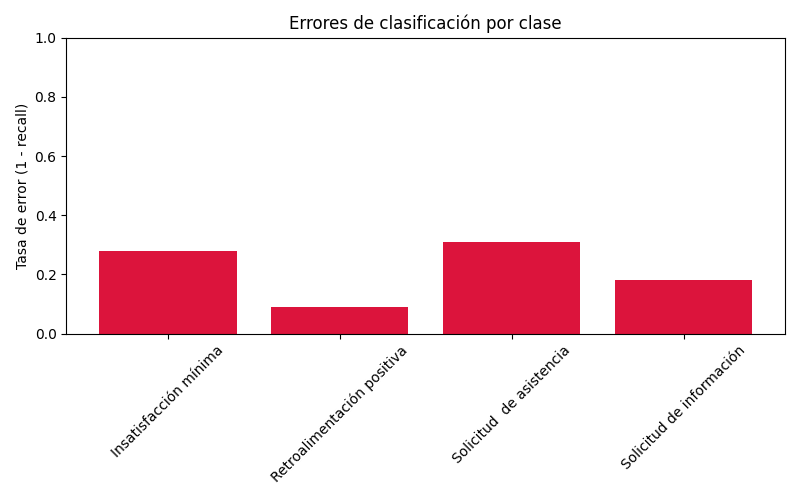 Errores de clasificación por clase
Tasa de error (1 - recall)
1.0
0.8
0.6
0.4
0.2
0.0
Insatisfacción mínima
Retroalimentación positiva
Solicitud  de asistencia
Solicitud de información